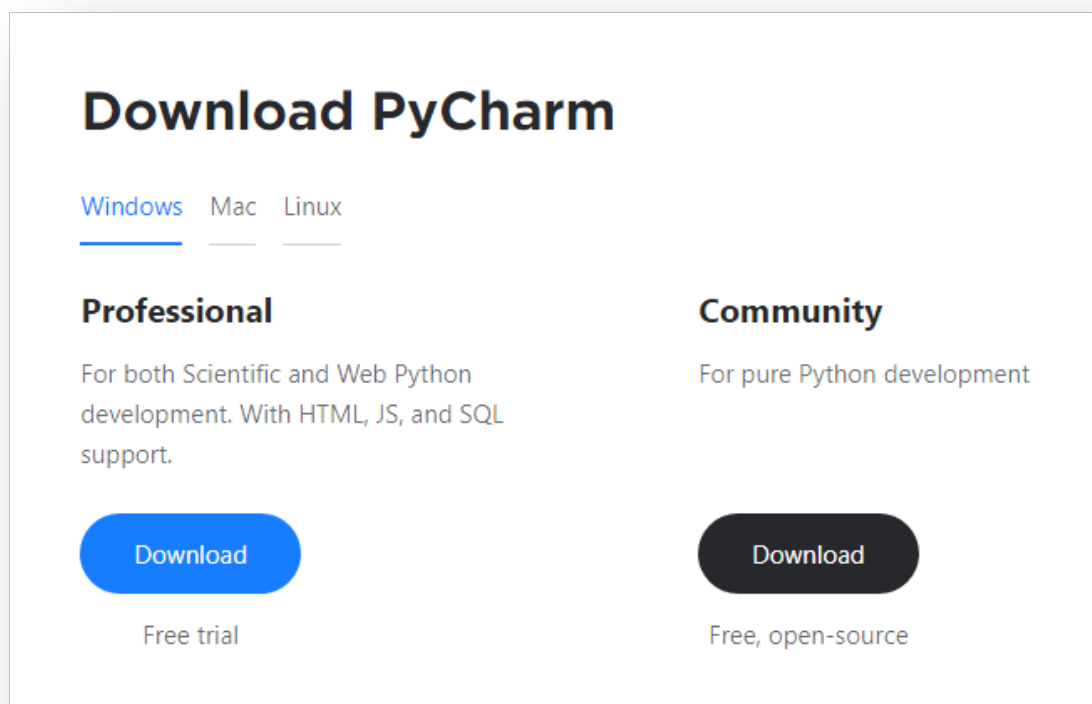 Download PyCharm
Windows Mac Linux
Professional
For both Scientific and Web Python
development. With HTML, JS, and SQL
support.
Download
Free trial
Community
For pure Python development
Download
Free, open-source